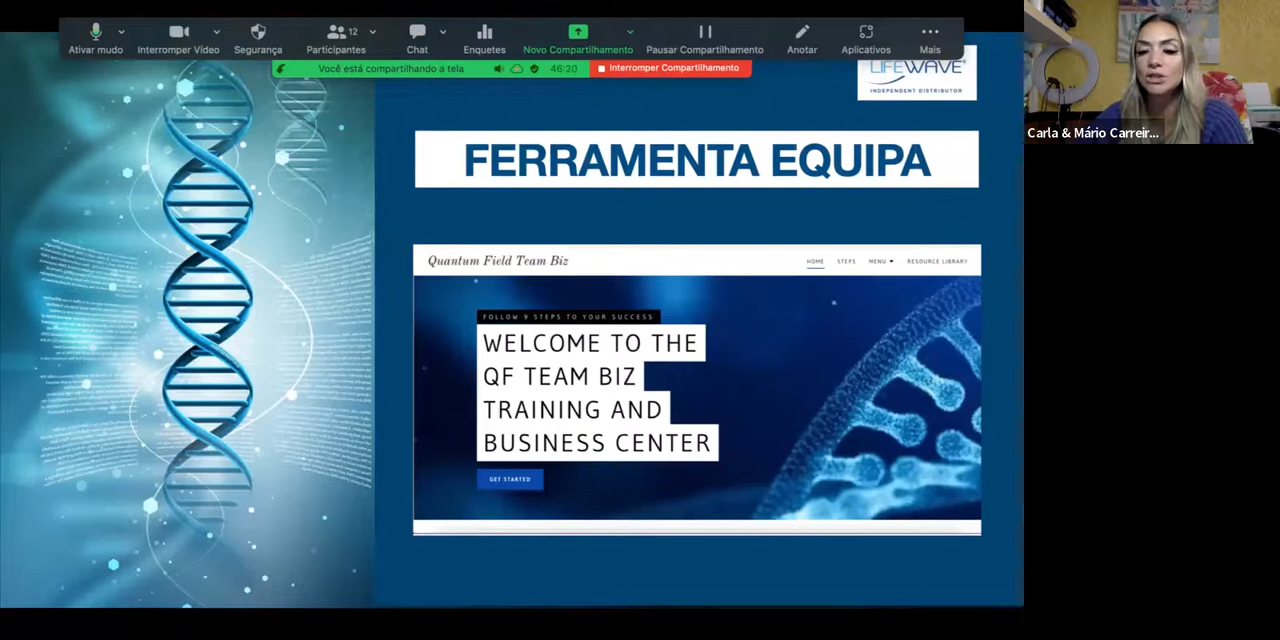 12
Ativar mudo
Interromper Vídeo
Segurança
Participantes
Chat
Enquetes
Novo Compartilhamento
Pausar Compartilhamento
Anotar
Aplicativos
Mais
Você está compartilhando a tela
46:20
Interromper Compartilhamento
LIFEWAVE
INDEPENDENT DISTRIBUTOR
Carla & Mário Carreir...
FERRAMENTA EQUIPA
Quantum Field Team Biz
HOME
STEPS
MENU
RESOURCE LIBRARY
FOLLOW 9 STEPS TO YOUR SUCCESS
WELCOME TO THE
QF TEAM BIZ
TRAINING AND
BUSINESS CENTER
GET STARTED